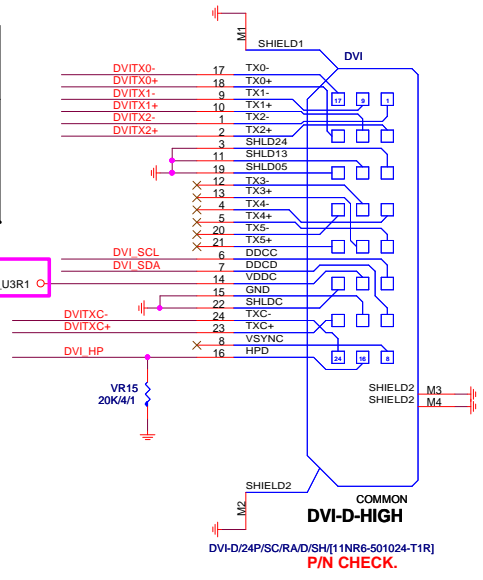 M1
SHIELD1
DVI
DVITX0- 17 TX0-
DVITX0+ 18 TX0+
DVITX1- 9 TX1-
DVITX1+ 10 TX1+
DVITX2- 1 TX2-
DVITX2+ 2 TX2+
17 9 1
3 SHLD24
11 SHLD13
19 SHLD05
12 TX3-
13 TX3+
4 TX4-
5 TX4+
20 TX5-
21 TX5+
DVI_SCL 6 DDCC
DVI_SDA 7 DDCD
_U3R1 14 VDDC
15 GND
22 SHLDC
DVITXC- 24 TXC-
DVITXC+ 23 TXC+
8 VSYNC
DVI_HP 16 HPD
24 16 8
VR15
20K/4/1
SHIELD2 M3
SHIELD2 M4
SHIELD2
M2
COMMON
DVI-D-HIGH
DVI-D/24P/SC/RA/D/SH/[11NR6-501024-T1R]
P/N CHECK.